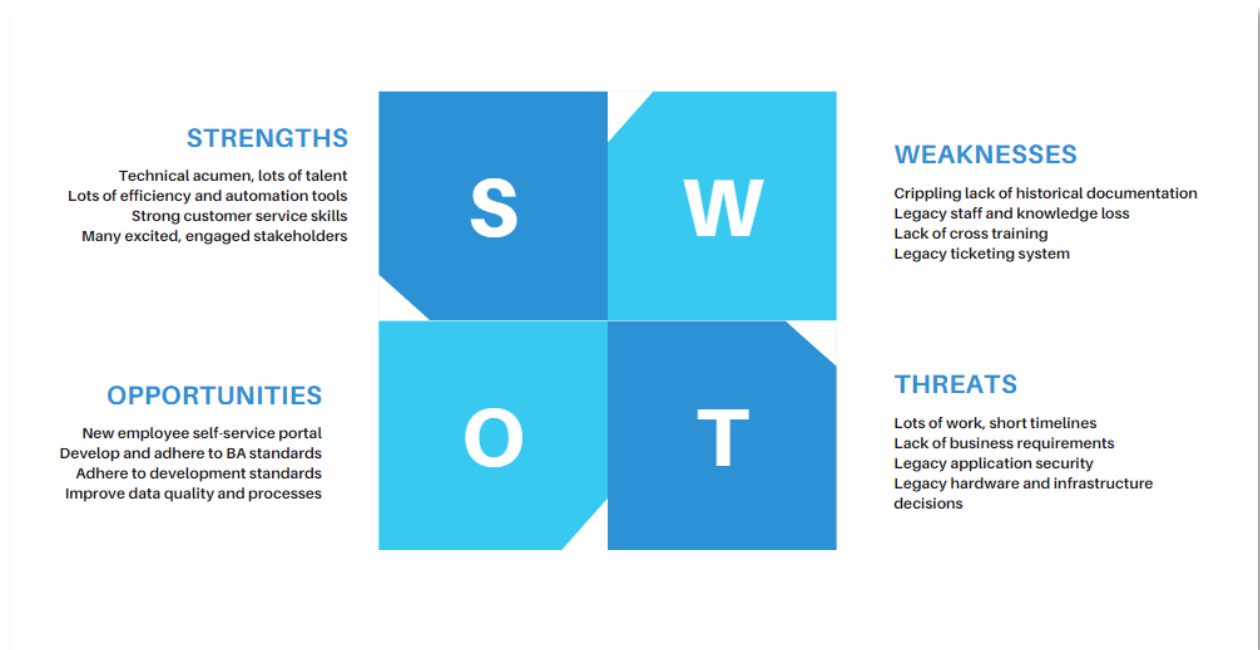 STRENGTHS
Technical acumen, lots of talent
Lots of efficiency and automation tools
Strong customer service skills
Many excited, engaged stakeholders
S
W
WEAKNESSES
Crippling lack of historical documentation
Legacy staff and knowledge loss
Lack of cross training
Legacy ticketing system
OPPORTUNITIES
New employee self-service portal
Develop and adhere to BA standards
Adhere to development standards
Improve data quality and processes
O
T
THREATS
Lots of work, short timelines
Lack of business requirements
Legacy application security
Legacy hardware and infrastructure
decisions